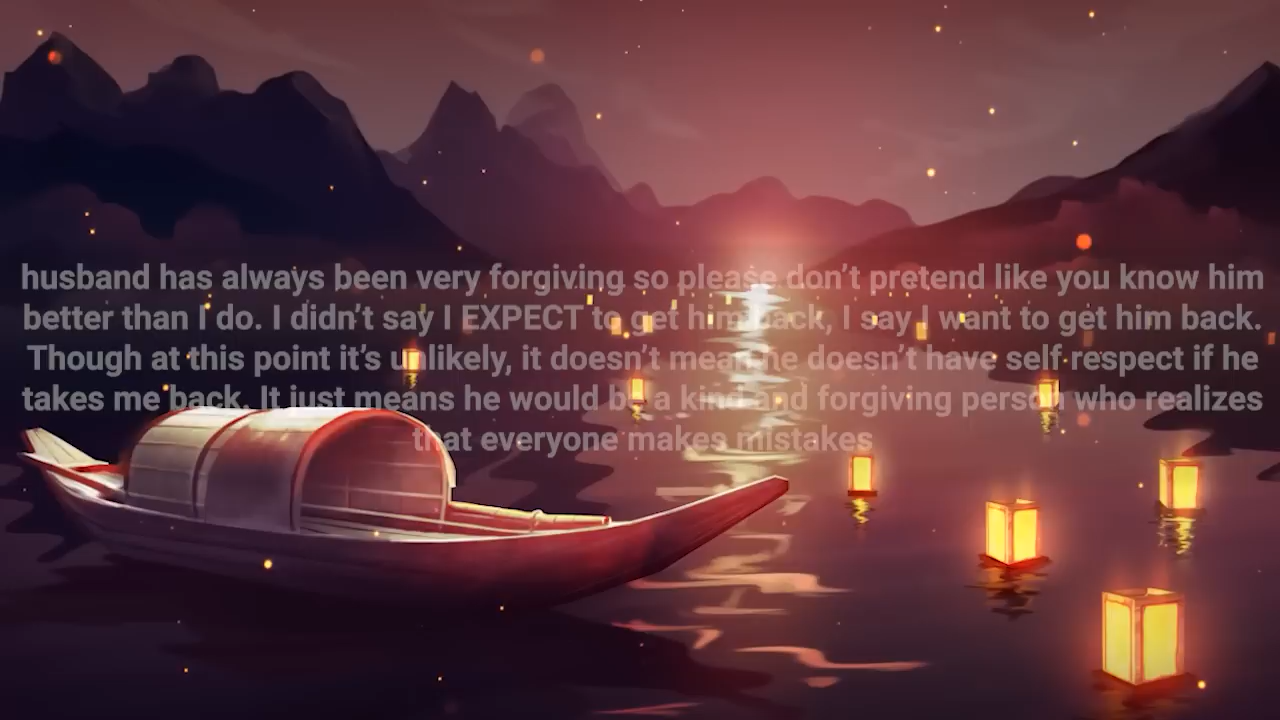 husband has always been very forgiving so please don’t pretend like you know him
better than I do. I didn’t say I EXPECT to get him back, I say I want to get him back.
Though at this point it’s unlikely, it doesn’t mean he doesn’t have self respect if he
takes me back. It just means he would be a kind and forgiving person who realizes
that everyone makes mistakes